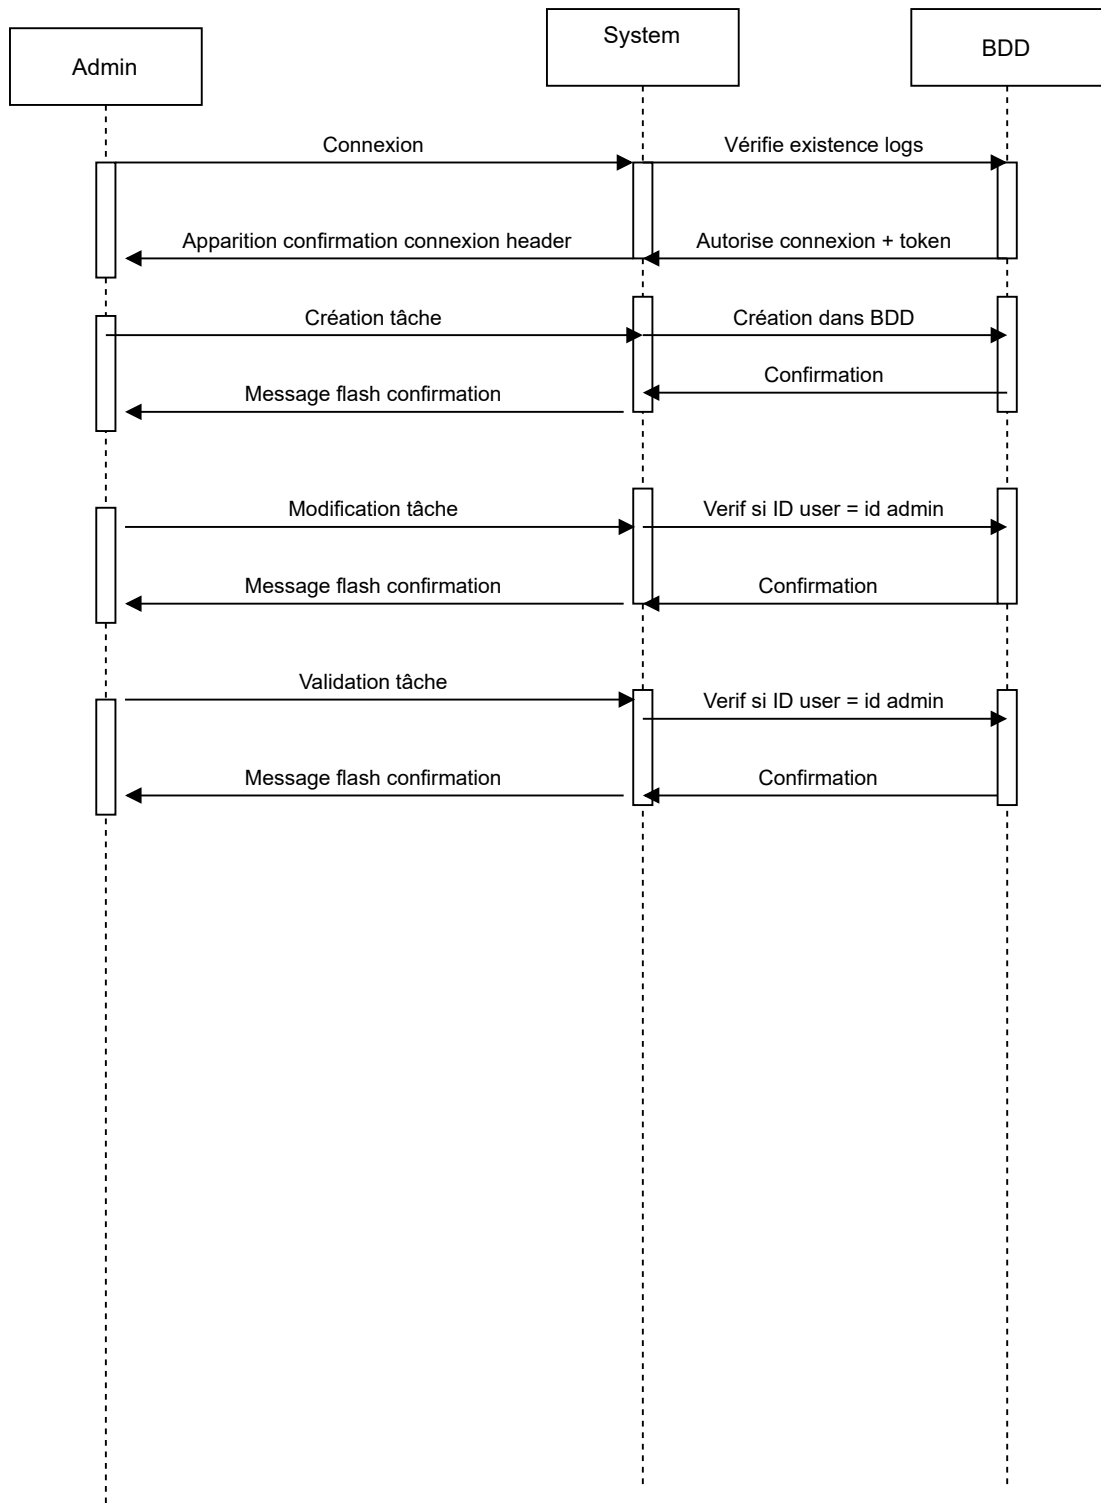 Admin
System
BDD
Connexion
Vérifie existence logs
Apparition confirmation connexion header
Autorise connexion + token
Création tâche
Création dans BDD
Confirmation
Message flash confirmation
Modification tâche
Verif si ID user = id admin
Message flash confirmation
Confirmation
Validation tâche
Verif si ID user = id admin
Message flash confirmation
Confirmation